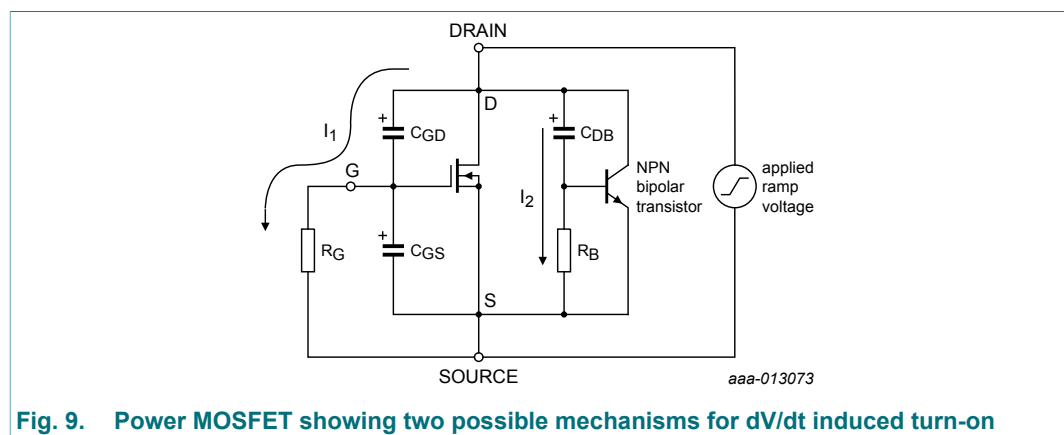 DRAIN
D
I1
CGD
CDB
G
NPN
bipolar
transistor
applied
ramp
voltage
I2
RG
CGS
RB
S
SOURCE
aaa-013073
Fig. 9. Power MOSFET showing two possible mechanisms for dV/dt induced turn-on